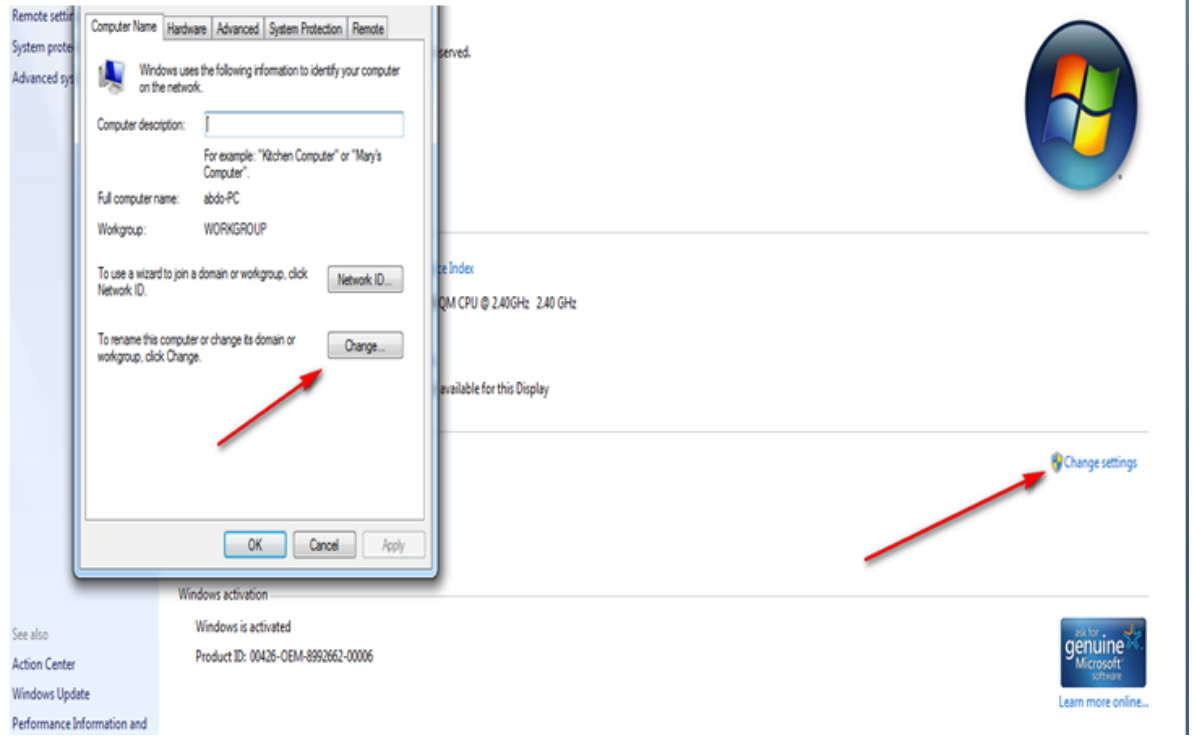 Remote settin
System prote
Advanced sys
Computer Name Hardware Advanced System Protection Remote
Windows uses the following information to identify your computer
on the network.
Computer description:
For example: "Kitchen Computer" or "Mary's
Computer".
Full computer name: abdo-PC
Workgroup: WORKGROUP
To use a wizard to join a domain or workgroup, click
Network ID.
Network ID...
To rename this computer or change its domain or
workgroup, click Change.
Change...
OK Cancel Apply
served.
ce Index
QM CPU @ 2.40GHz 2.40 GHz
available for this Display
Change settings
Windows activation
Windows is activated
Product ID: 00426-OEM-8992662-00006
See also
Action Center
Windows Update
Performance Information and
ask for
genuine
Microsoft
software
Learn more online...